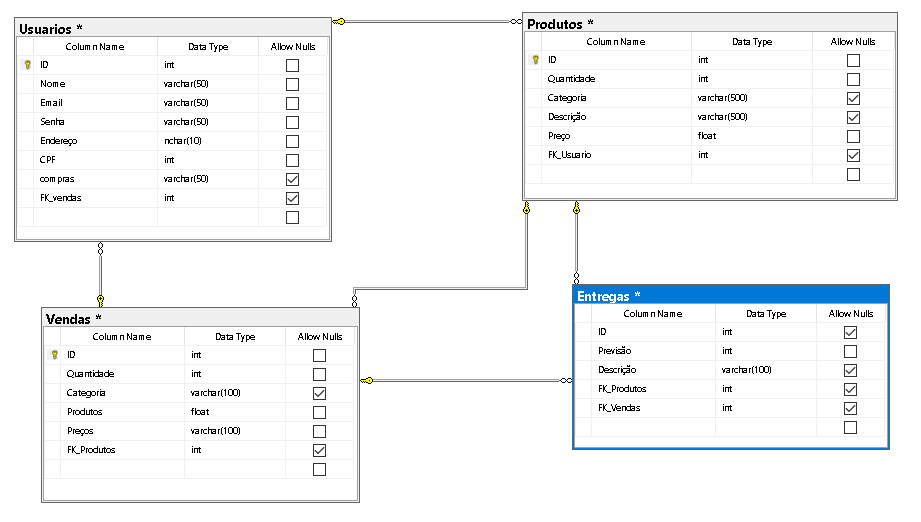 Usuarios *
Column Name Data Type Allow Nulls
ID int
Nome varchar(50)
Email varchar(50)
Senha varchar(50)
Endereço nchar(10)
CPF int
compras varchar(50)
FK_vendas int
Produtos *
Column Name Data Type Allow Nulls
ID int
Quantidade int
Categoria varchar(500)
Descrição varchar(500)
Preço float
FK_Usuario int
Vendas *
Column Name Data Type Allow Nulls
ID int
Quantidade int
Categoria varchar(100)
Produtos float
Preços varchar(100)
FK_Produtos int
Entregas *
Column Name Data Type Allow Nulls
ID int
Previsão int
Descrição varchar(100)
FK_Produtos int
FK_Vendas int